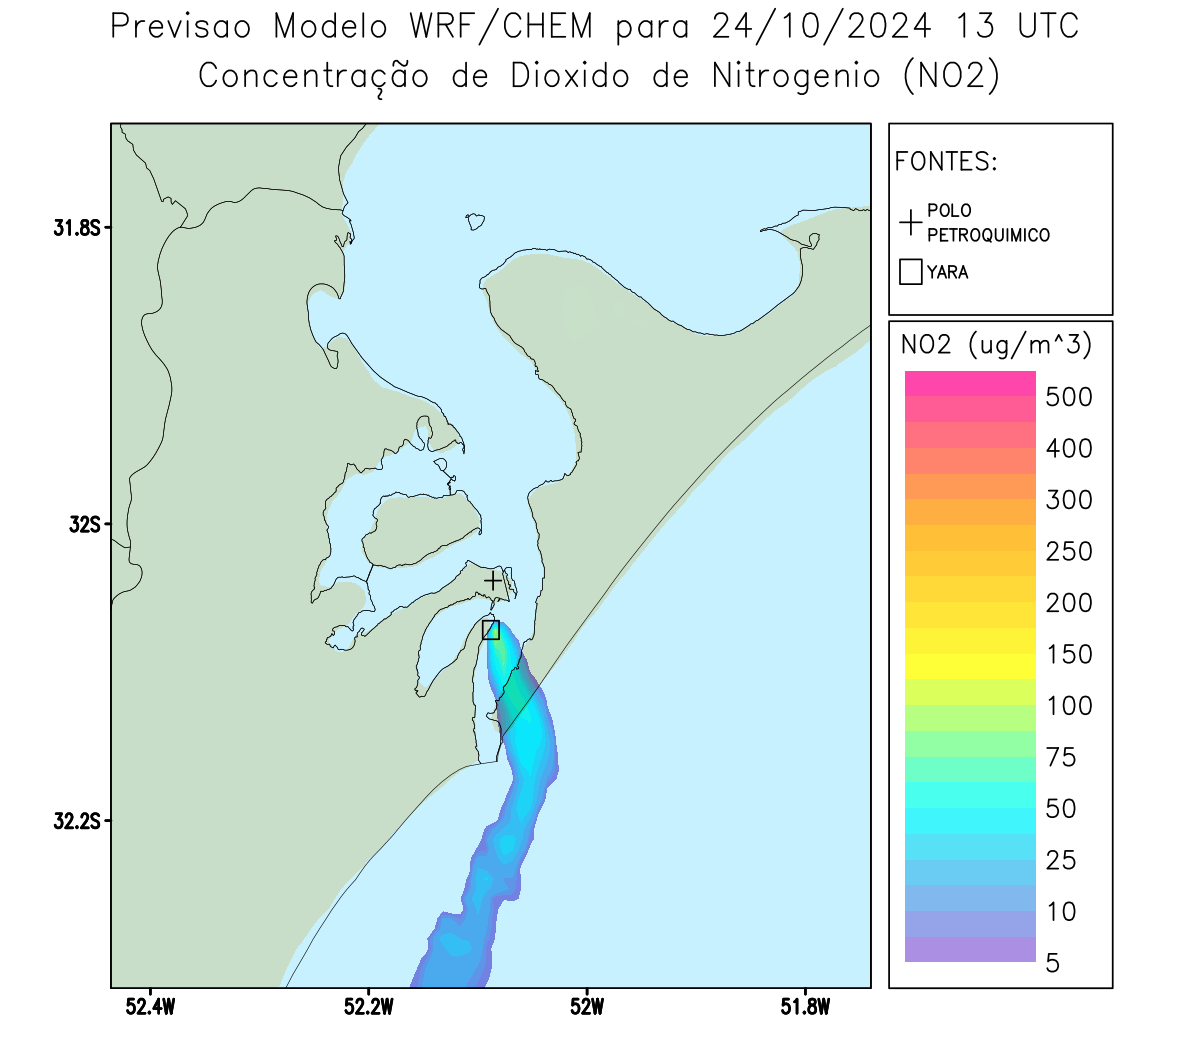 Previsao Modelo WRF/CHEM para 24/10/2024 13 UTC
Concentração de Dioxido de Nitrogenio (NO2)
FONTES:
POLO
PETROQUIMICO
YARA
NO2 (ug/m^3)
500
400
300
250
200
150
100
75
50
25
10
5
31.8S
32S
32.2S
52.4W
52.2W
52W
51.8W